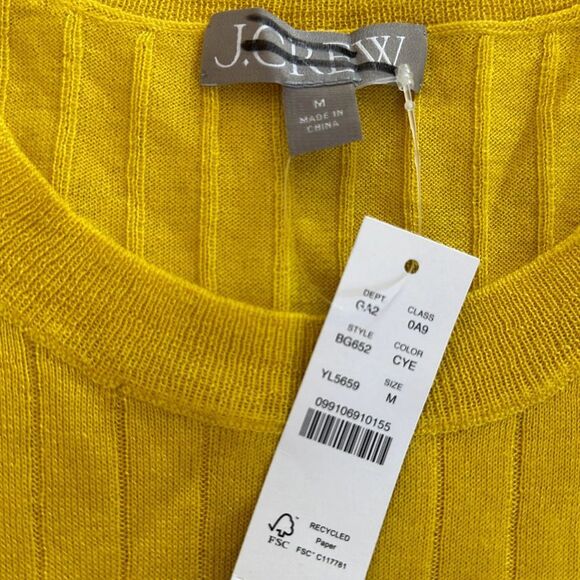 J.CREW
M
MADE IN
CHINA
DEPT CLASS
GA2 0A9
STYLE COLOR
BG652 CYE
YL5659 SIZE
M
099106910155
FSC
RECYCLED
Paper
FSC® C117781